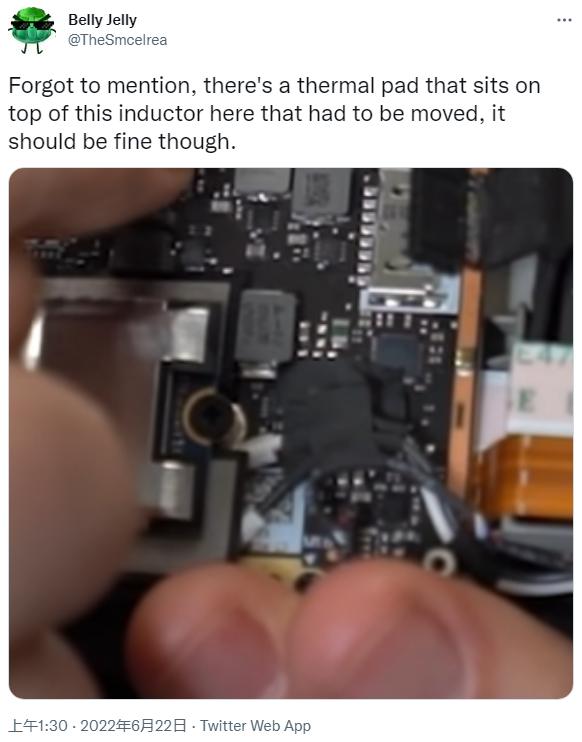 Belly Jelly
@TheSmcelrea
Forgot to mention, there's a thermal pad that sits on
top of this inductor here that had to be moved, it
should be fine though.
E47
E
上午1:30 · 2022年6月22日 · Twitter Web App